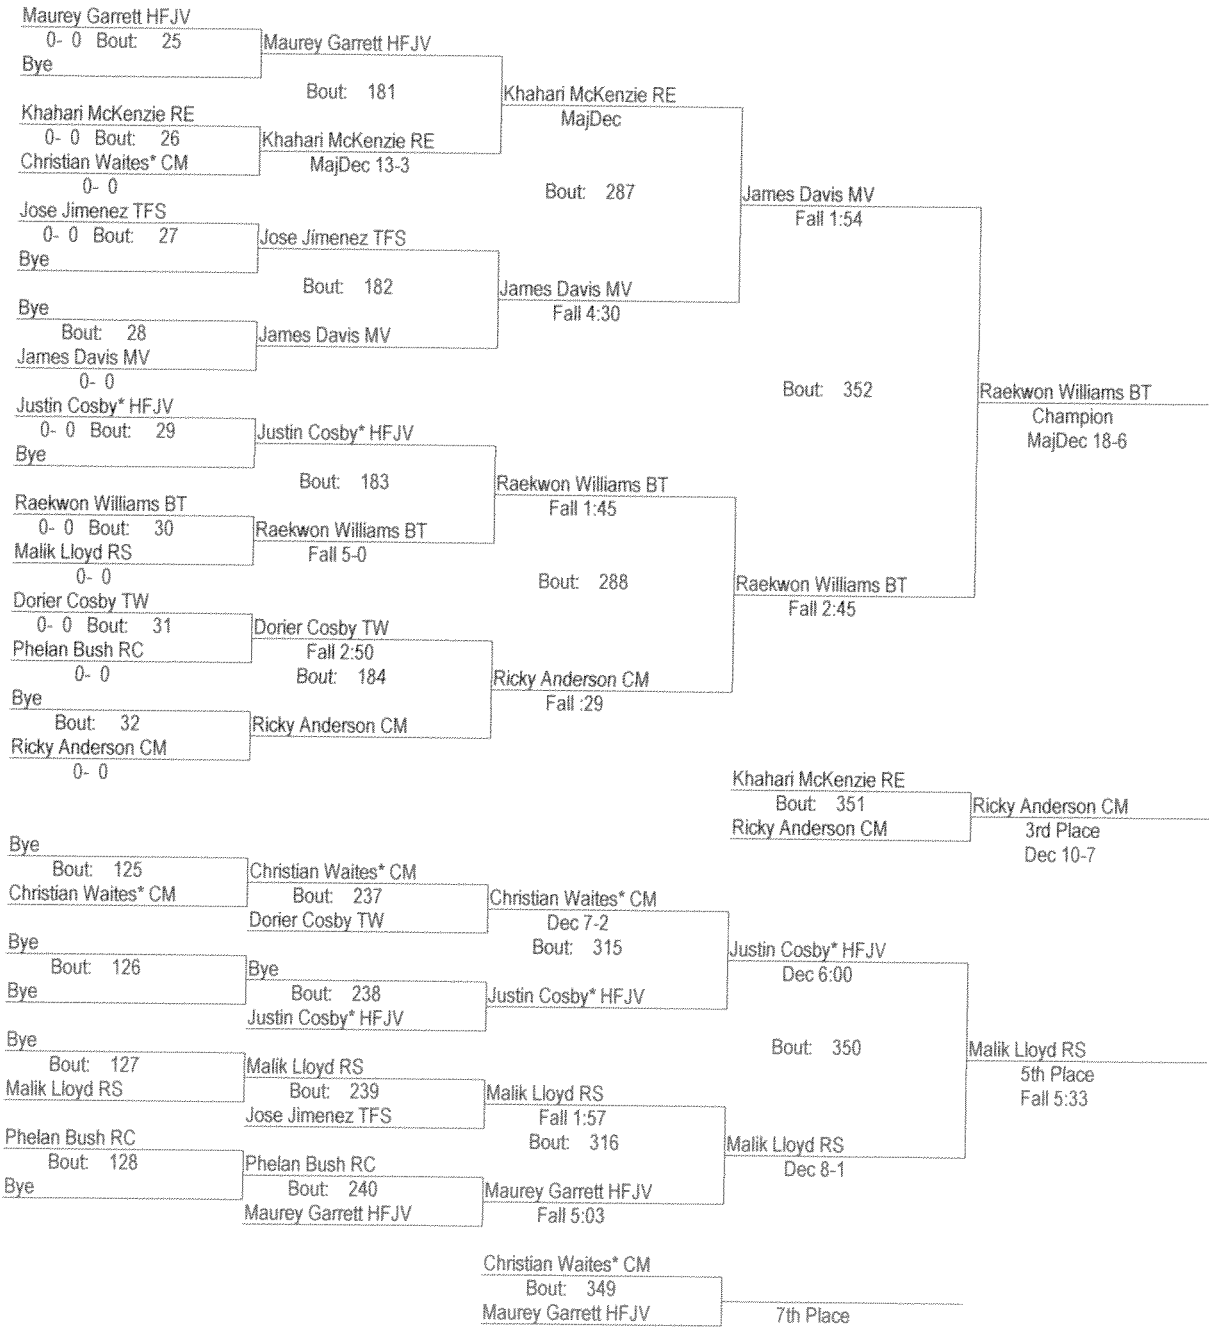 Maurey Garrett HFJV
0- 0 Bout: 25
Bye
Maurey Garrett HFJV
Bout: 181
Khahari McKenzie RE
0- 0 Bout: 26
Christian Waites* CM
0- 0
Khahari McKenzie RE
MajDec 13-3
Khahari McKenzie RE
MajDec
Bout: 287
Jose Jimenez TFS
0- 0 Bout: 27
Bye
Jose Jimenez TFS
Bout: 182
Bye
Bout: 28
James Davis MV
0- 0
James Davis MV
James Davis MV
Fall 4:30
James Davis MV
Fall 1:54
Bout: 352
Justin Cosby* HFJV
0- 0 Bout: 29
Bye
Justin Cosby* HFJV
Bout: 183
Raekwon Williams BT
0- 0 Bout: 30
Malik Lloyd RS
0- 0
Raekwon Williams BT
Fall 5-0
Raekwon Williams BT
Fall 1:45
Bout: 288
Dorier Cosby TW
0- 0 Bout: 31
Phelan Bush RC
0- 0
Dorier Cosby TW
Fall 2:50
Bout: 184
Bye
Bout: 32
Ricky Anderson CM
0- 0
Ricky Anderson CM
Ricky Anderson CM
Fall :29
Raekwon Williams BT
Fall 2:45
Raekwon Williams BT
Champion
MajDec 18-6
Khahari McKenzie RE
Bout: 351
Ricky Anderson CM
Ricky Anderson CM
3rd Place
Dec 10-7
Bye
Bout: 125
Christian Waites* CM
Christian Waites* CM
Bout: 237
Dorier Cosby TW
Christian Waites* CM
Dec 7-2
Bout: 315
Bye
Bout: 126
Bye
Bye
Bout: 238
Justin Cosby* HFJV
Justin Cosby* HFJV
Justin Cosby* HFJV
Dec 6:00
Bout: 350
Bye
Bout: 127
Malik Lloyd RS
Malik Lloyd RS
Bout: 239
Jose Jimenez TFS
Malik Lloyd RS
Fall 1:57
Bout: 316
Phelan Bush RC
Bout: 128
Bye
Phelan Bush RC
Bout: 240
Maurey Garrett HFJV
Maurey Garrett HFJV
Fall 5:03
Malik Lloyd RS
Dec 8-1
Malik Lloyd RS
5th Place
Fall 5:33
Christian Waites* CM
Bout: 349
Maurey Garrett HFJV
7th Place